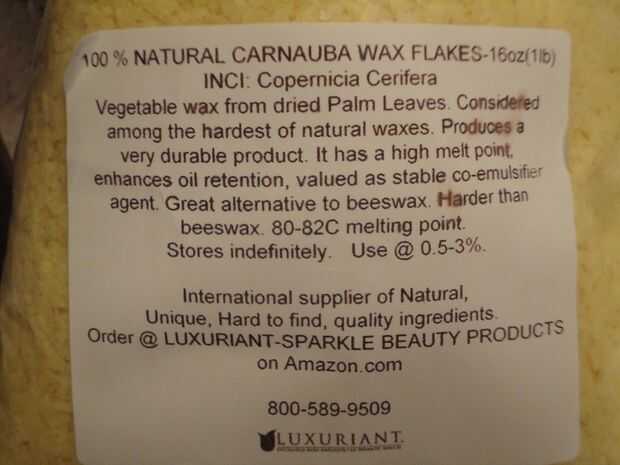 100 % NATURAL CARNAUBA WAX FLAKES-16oz(1lb)
INCI: Copernicia Cerifera
Vegetable wax from dried Palm Leaves. Considered
among the hardest of natural waxes. Produces a
very durable product. It has a high melt point,
enhances oil retention, valued as stable co-emulsifier
agent. Great alternative to beeswax. Harder than
beeswax. 80-82C melting point.
Stores indefinitely. Use @ 0.5-3%.
International supplier of Natural,
Unique, Hard to find, quality ingredients.
Order @ LUXURIANT-SPARKLE BEAUTY PRODUCTS
on Amazon.com
800-589-9509
LUXURIANT